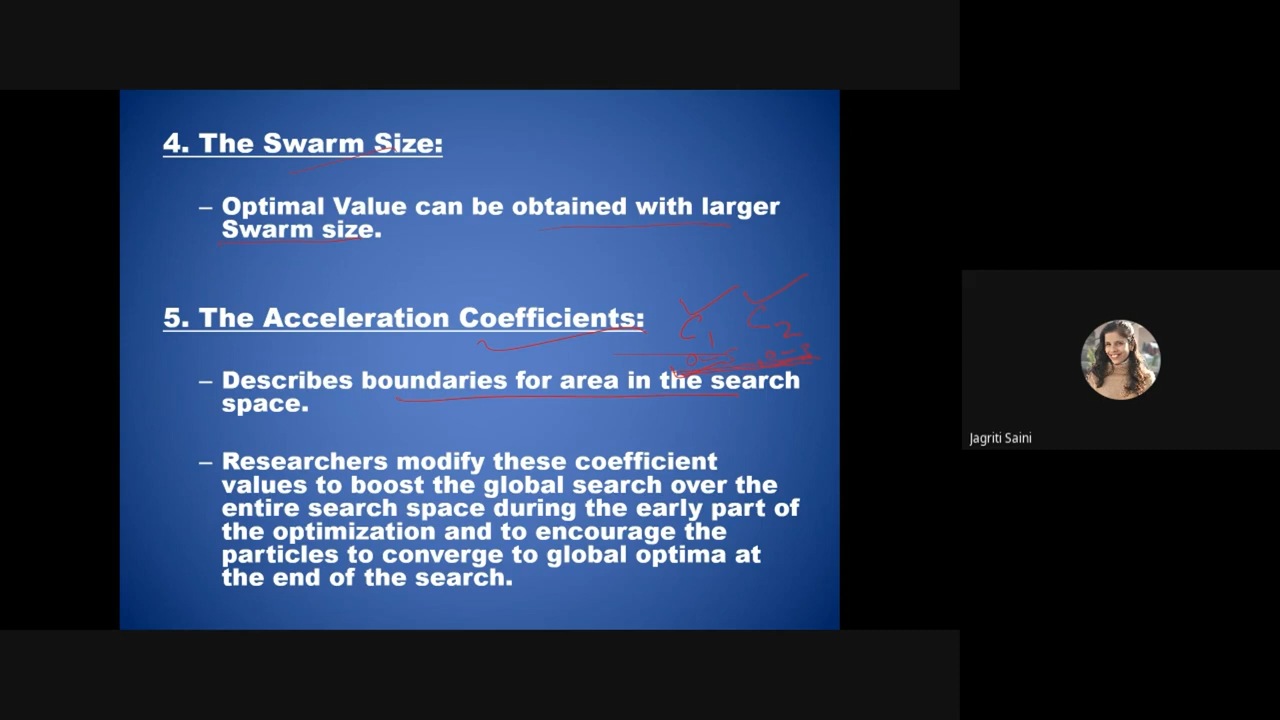 4. The Swarm Size:
– Optimal Value can be obtained with larger
Swarm size.
5. The Acceleration Coefficients:
C1 C2
– Describes boundaries for area in the search
space.
– Researchers modify these coefficient
values to boost the global search over the
entire search space during the early part of
the optimization and to encourage the
particles to converge to global optima at
the end of the search.
Jagriti Saini